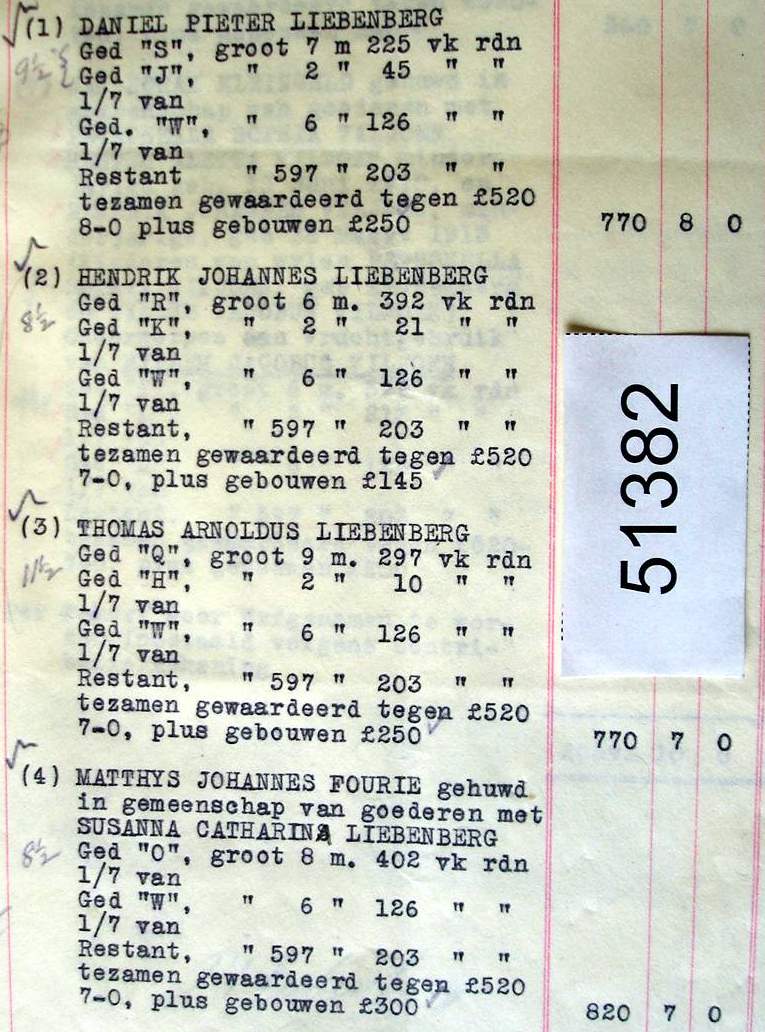 (1) DANIEL PIETER LIEBENBERG
Ged "S", groot 7 m 225 vk rdn
9½ Ged "J", " 2 " 45 " "
1/7 van
Ged. "W", " 6 " 126 " "
1/7 van
Restant " 597 " 203 " "
tezamen gewaardeerd tegen £520
8-0 plus gebouwen £250 770 8 0
(2) HENDRIK JOHANNES LIEBENBERG
Ged "R", groot 6 m. 392 vk rdn
8½ Ged "K", " 2 " 21 " "
1/7 van
Ged "W", " 6 " 126 " "
1/7 van
Restant, " 597 " 203 " "
tezamen gewaardeerd tegen £520
7-0, plus gebouwen £145
51382
(3) THOMAS ARNOLDUS LIEBENBERG
Ged "Q", groot 9 m. 297 vk rdn
11½ Ged "H", " 2 " 10 " "
1/7 van
Ged "W", " 6 " 126 " "
1/7 van
Restant, " 597 " 203 " "
tezamen gewaardeerd tegen £520
7-0, plus gebouwen £250 770 7 0
(4) MATTHYS JOHANNES FOURIE gehuwd
in gemeenschap van goederen met
SUSANNA CATHARINA LIEBENBERG
8½ Ged "O", groot 8 m. 402 vk rdn
1/7 van
Ged "W", " 6 " 126 " "
1/7 van
Restant, " 597 " 203 " "
tezamen gewaardeerd tegen £520
7-0, plus gebouwen £300 820 7 0